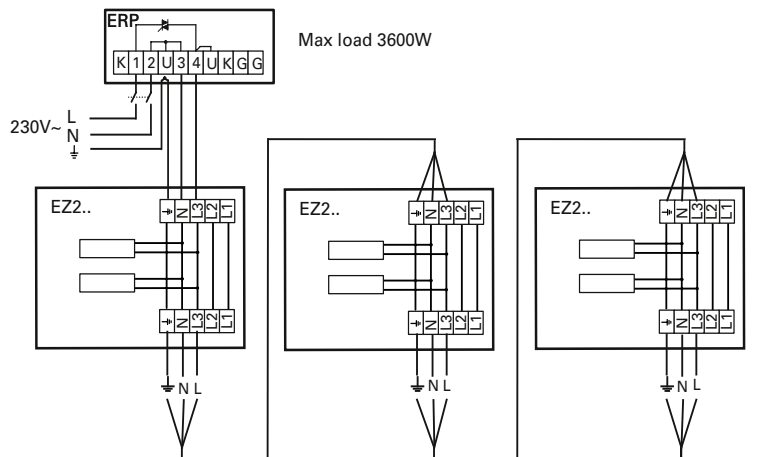 ERP
Max load 3600W
K 1 2 U 3 4 U K G G
L
230V~ N
EZ2.. N L3 L2 L1
EZ2.. N L3 L2 L1
EZ2.. N L3 L2 L1
N L3 L2 L1
N L3 L2 L1
N L3 L2 L1
N L
N L
N L